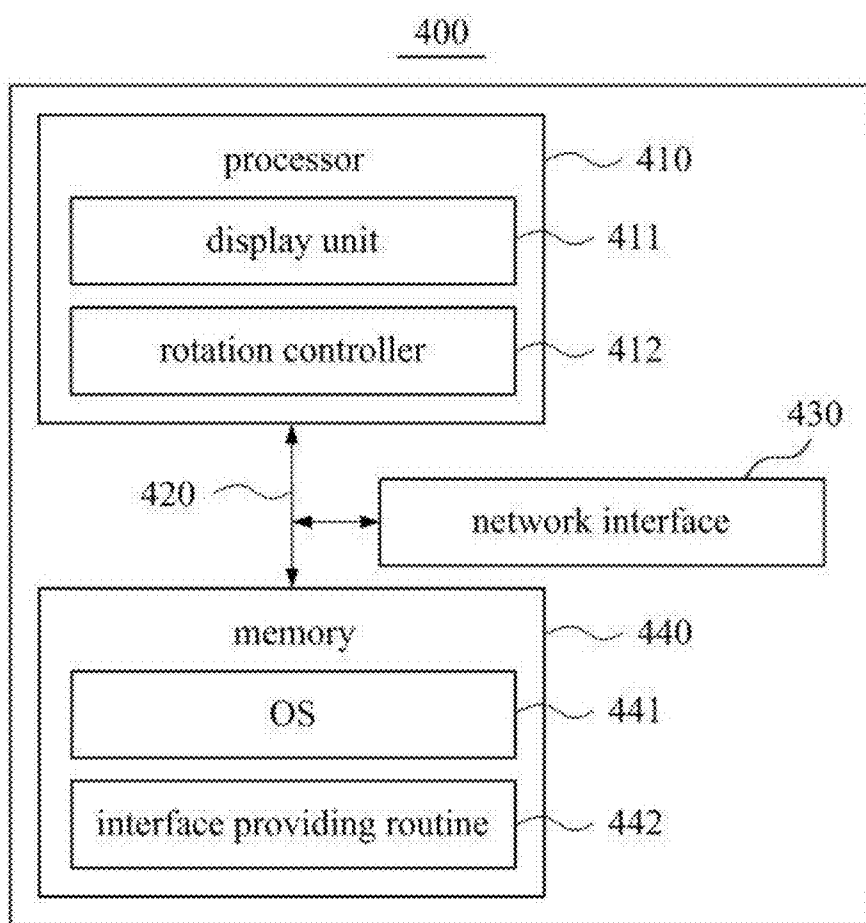 400
processor
410
display unit
411
rotation controller
412
430
420
network interface
memory
440
OS
441
interface providing routine
442